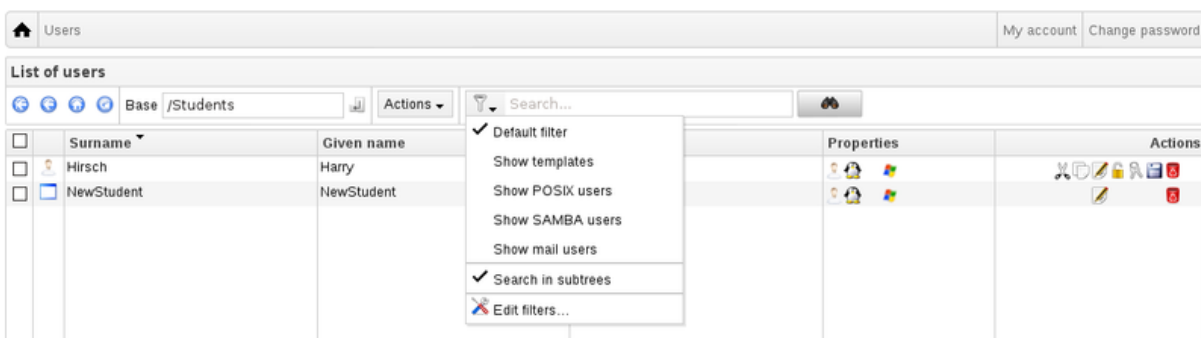 Users My account Change password
List of users
Base /Students Actions Search...
Surname Given name Properties Actions
Hirsch Harry
NewStudent NewStudent
Default filter
Show templates
Show POSIX users
Show SAMBA users
Show mail users
Search in subtrees
Edit filters...